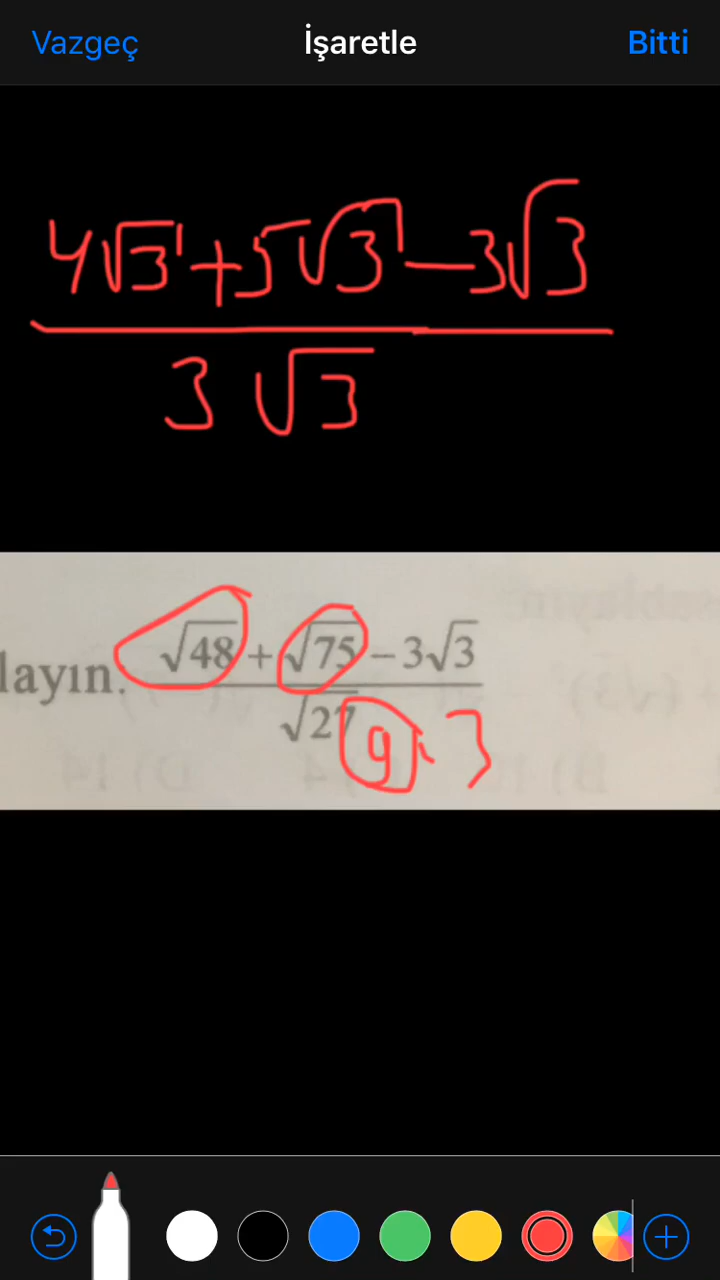 Vazgeç İşaretle Bitti
4√3 + 5√3 - 3√3
3√3
layın. √48 + √75 - 3√3
√27
9·3